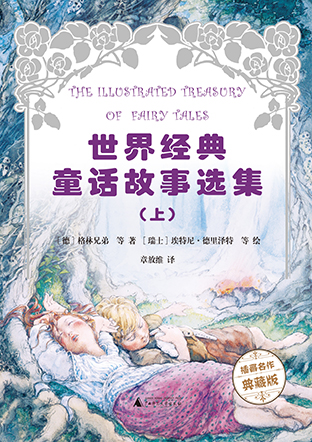 THE ILLUSTRATED TREASURY
OF FAIRY TALES
世界经典
童话故事选集
（上）
［德］格林兄弟 等 著 ［瑞士］埃特尼·德里泽特 等 绘
章放维 译
插画名作
典藏版